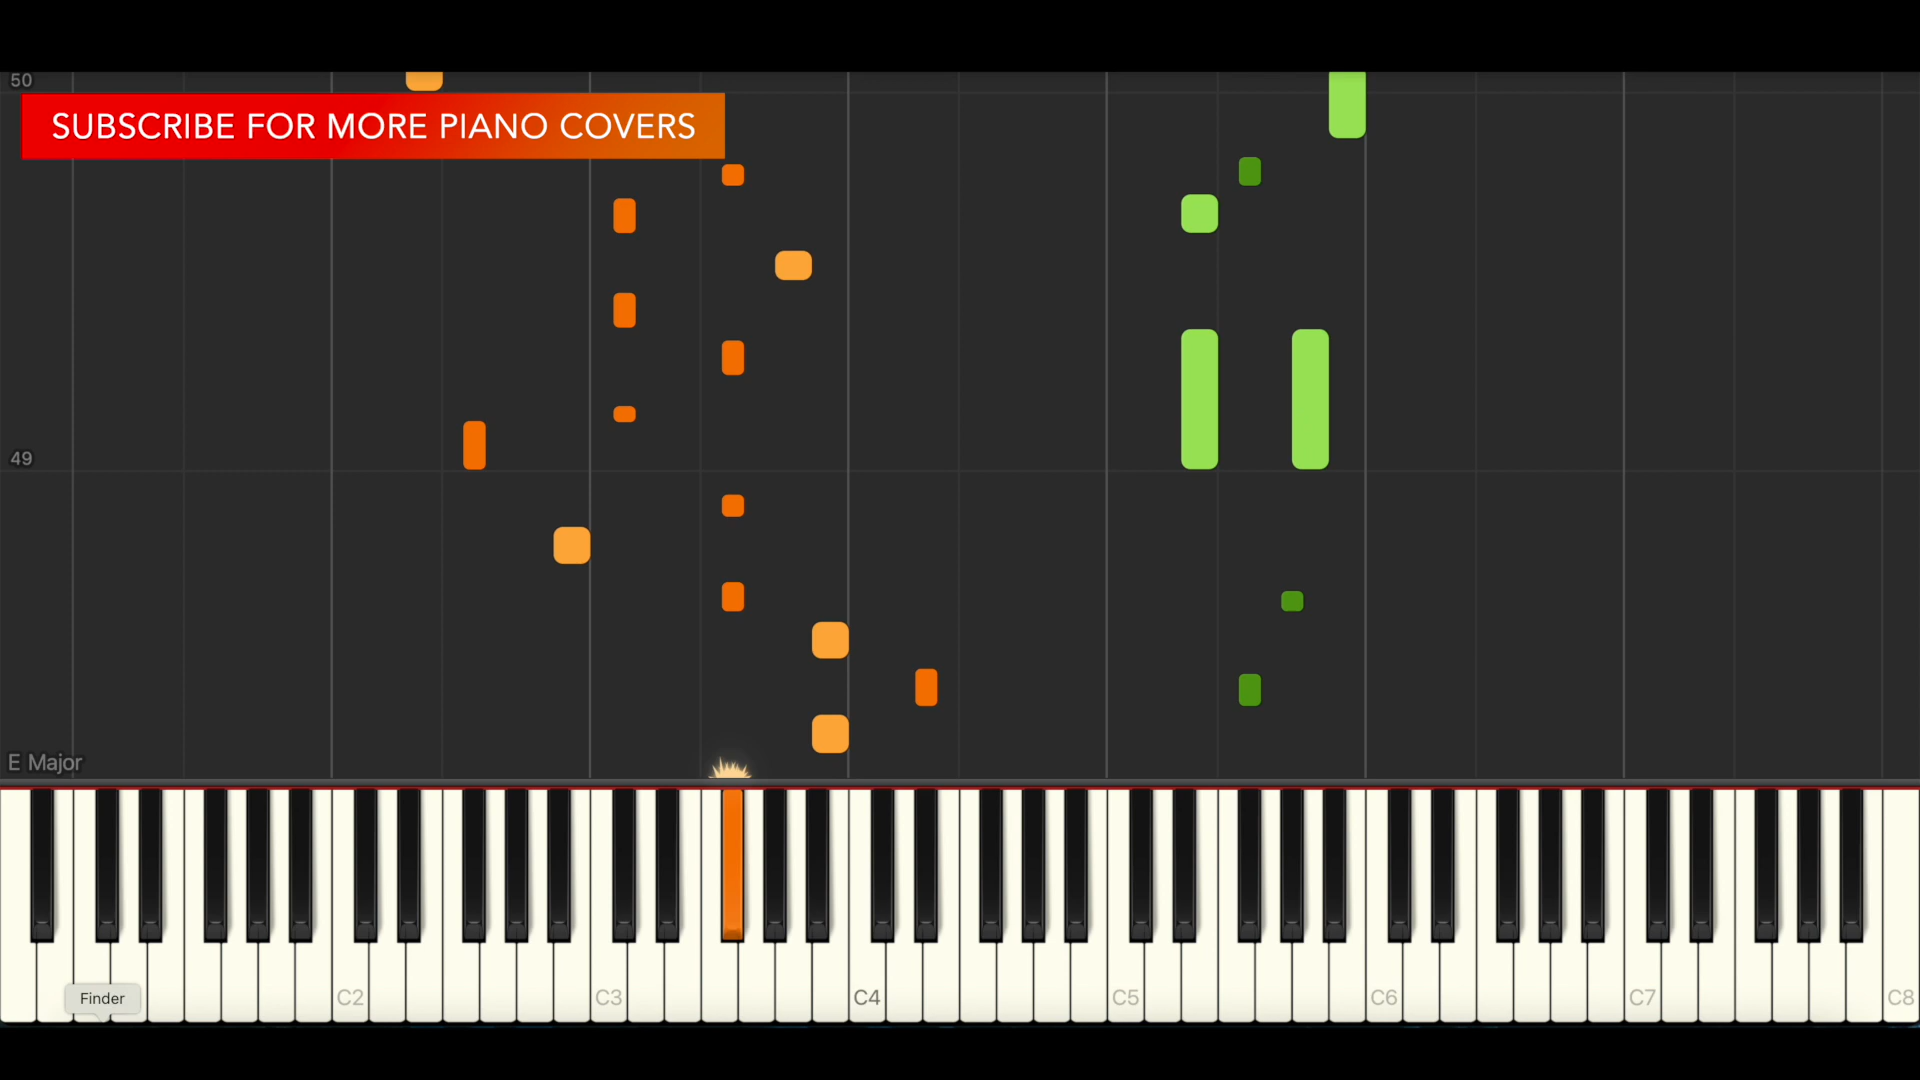 50
SUBSCRIBE FOR MORE PIANO COVERS
49
E Major
C2 C3 C4 C5 C6 C7 C8
Finder